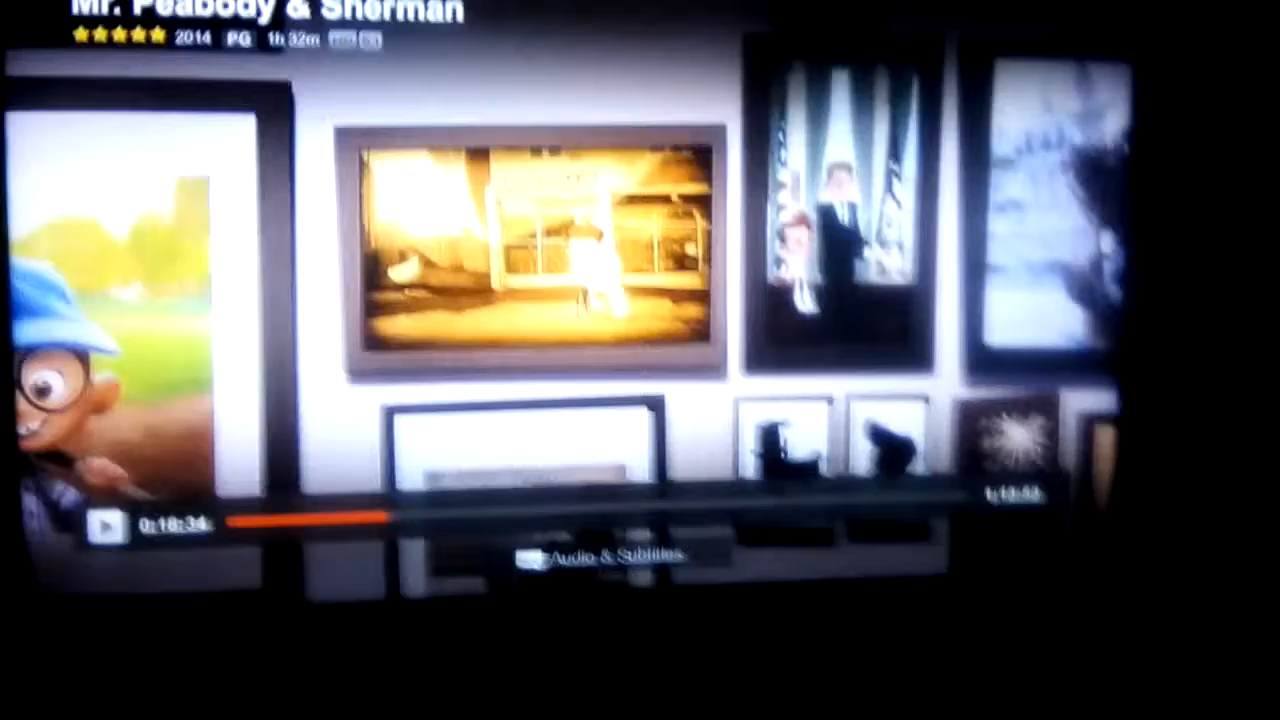 Mr. Peabody & Sherman
2014 PG 1h 32m
0:18:34
Audio & Subtitles